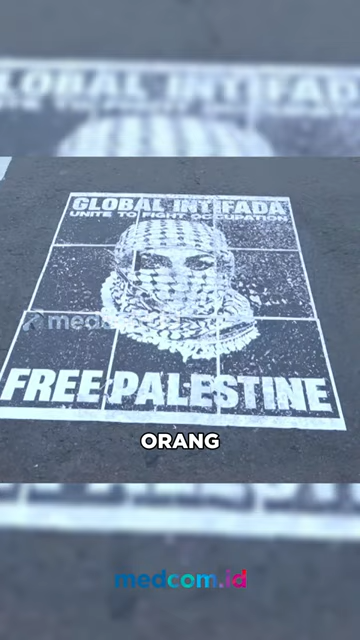 GLOBAL INTIFADA
UNITE TO FIGHT OCCUPATION
FREE PALESTINE
ORANG
medcom.id